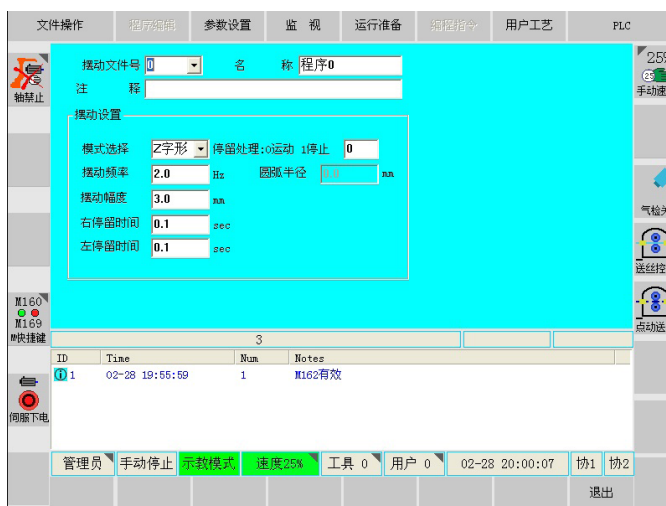 文件操作 程序编辑 参数设置 监 视 运行准备 编程指令 用户工艺 PLC
轴禁止
25%
手动速
气检关
送丝控
点动送
M160
M169
M快捷键
伺服下电
摆动文件号 0 名 称 程序0
注 释
摆动设置
模式选择 Z字形 停留处理:0运动 1停止 0
摆动频率 2.0 Hz 圆弧半径 0.0 mm
摆动幅度 3.0 mm
右停留时间 0.1 sec
左停留时间 0.1 sec
3
ID Time Num Notes
1 02-28 19:55:59 1 M162有效
管理员 手动停止 示教模式 速度25% 工具 0 用户 0 02-28 20:00:07 协1 协2
退出